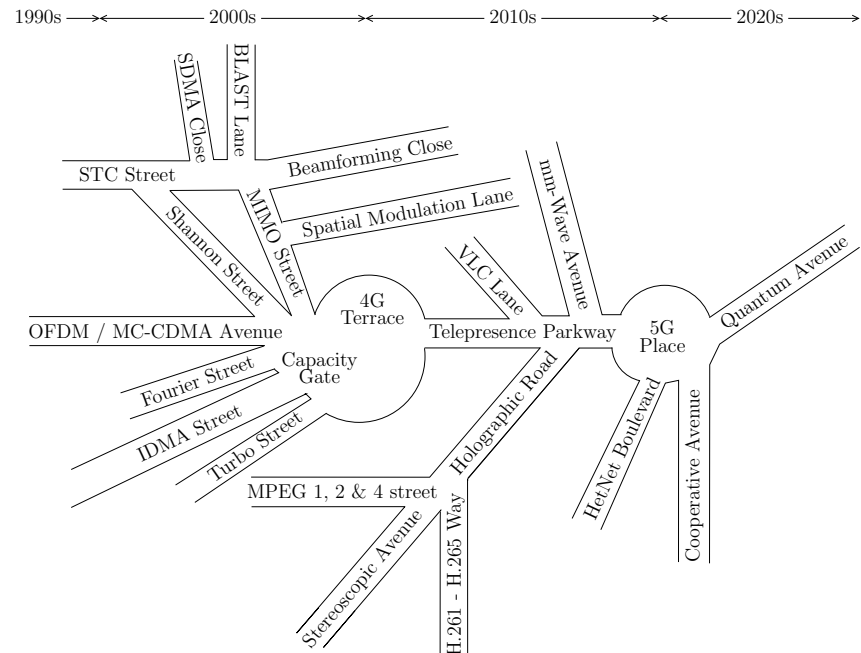 1990s
2000s
2010s
2020s
SDMA Close
BLAST Lane
STC Street
Beamforming Close
MIMO Street
Spatial Modulation Lane
Shannon Street
mm-Wave Avenue
VLC Lane
Quantum Avenue
4G
Terrace
OFDM / MC-CDMA Avenue
Telepresence Parkway
5G
Place
Capacity
Gate
Fourier Street
IDMA Street
Turbo Street
Holographic Road
HetNet Boulevard
Cooperative Avenue
MPEG 1, 2 & 4 street
Stereoscopic Avenue
H.261 - H.265 Way